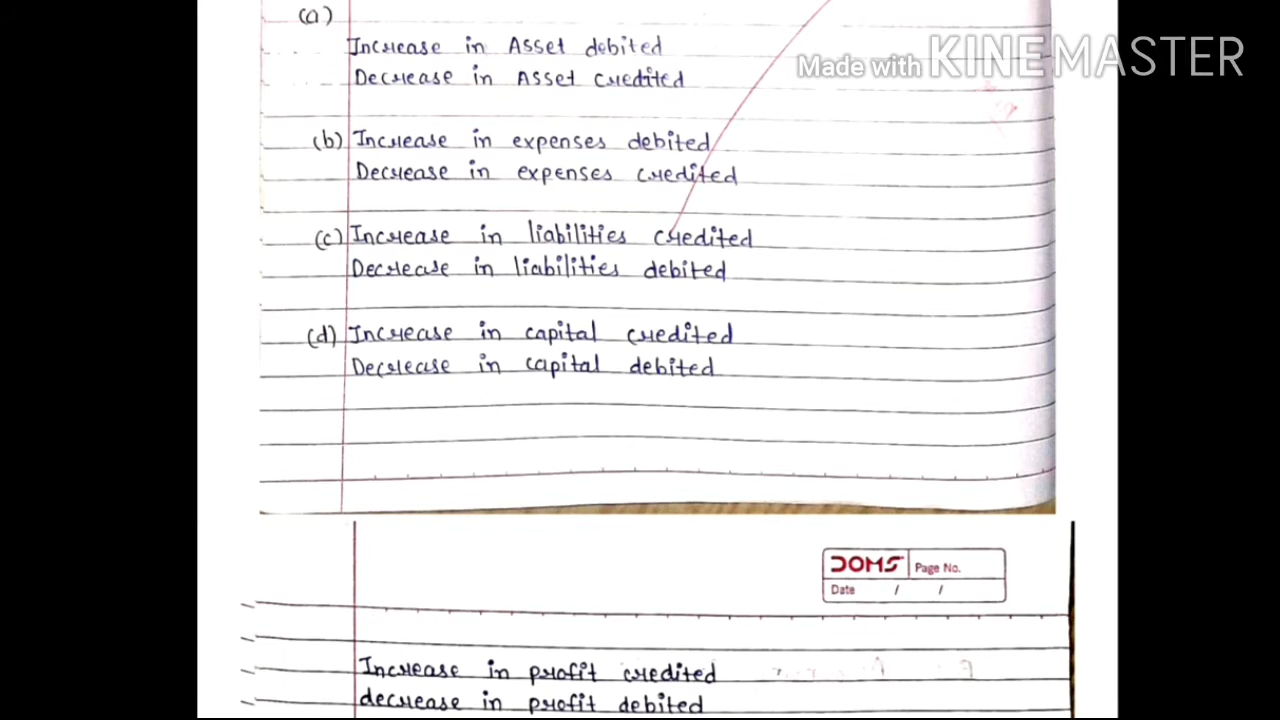 (a)
Made with KINEMASTER
Increase in Asset debited
Decrease in Asset credited
(b) Increase in expenses debited
Decrease in expenses credited
(c) Increase in liabilities credited
Decrease in liabilities debited
(d) Increase in capital credited
Decrease in capital debited
DOMS Page No.
Date / /
Increase in profit credited
decrease in profit debited